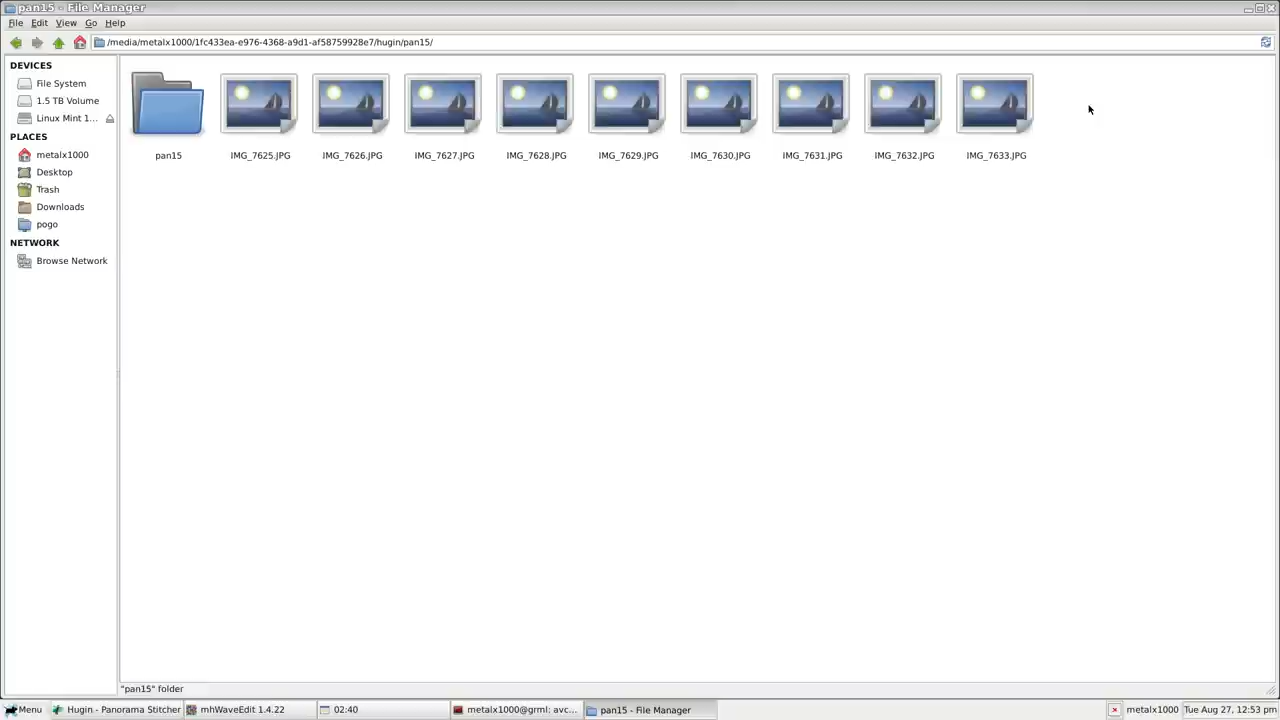 pan15 - File Manager
File Edit View Go Help
/media/metalx1000/1fc433ea-e976-4368-a9d1-af58759928e7/hugin/pan15/
DEVICES
File System
1.5 TB Volume
Linux Mint 1...
PLACES
metalx1000
Desktop
Trash
Downloads
pogo
NETWORK
Browse Network
pan15 IMG_7625.JPG IMG_7626.JPG IMG_7627.JPG IMG_7628.JPG IMG_7629.JPG IMG_7630.JPG IMG_7631.JPG IMG_7632.JPG IMG_7633.JPG
"pan15" folder
Menu Hugin - Panorama Stitcher mhWaveEdit 1.4.22 02:40 metalx1000@grml: avc... pan15 - File Manager metalx1000 Tue Aug 27, 12:53 pm